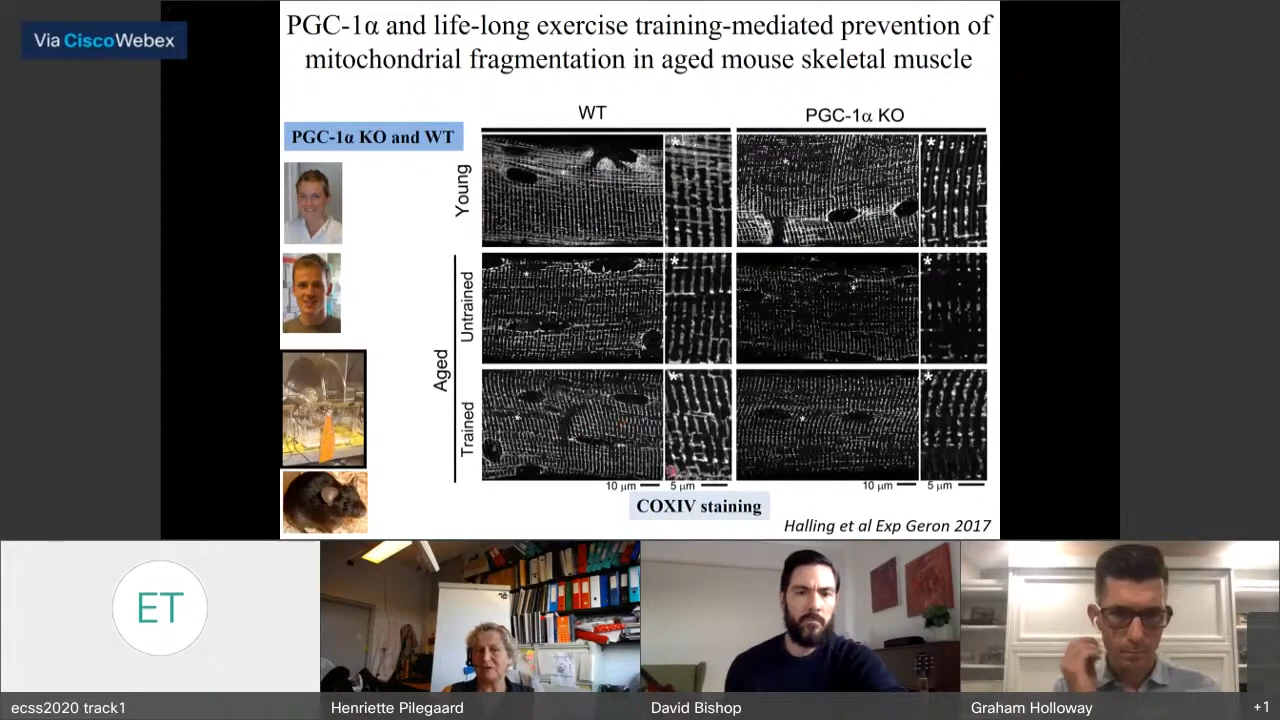 Via Cisco Webex
PGC-1α and life-long exercise training-mediated prevention of
mitochondrial fragmentation in aged mouse skeletal muscle
WT
PGC-1α KO
PGC-1α KO and WT
Young
Untrained
Aged
Trained
10 μm
5 μm
10 μm
5 μm
COXIV staining
Halling et al Exp Geron 2017
ET
ecss2020 track1
Henriette Pilegaard
David Bishop
Graham Holloway
+1